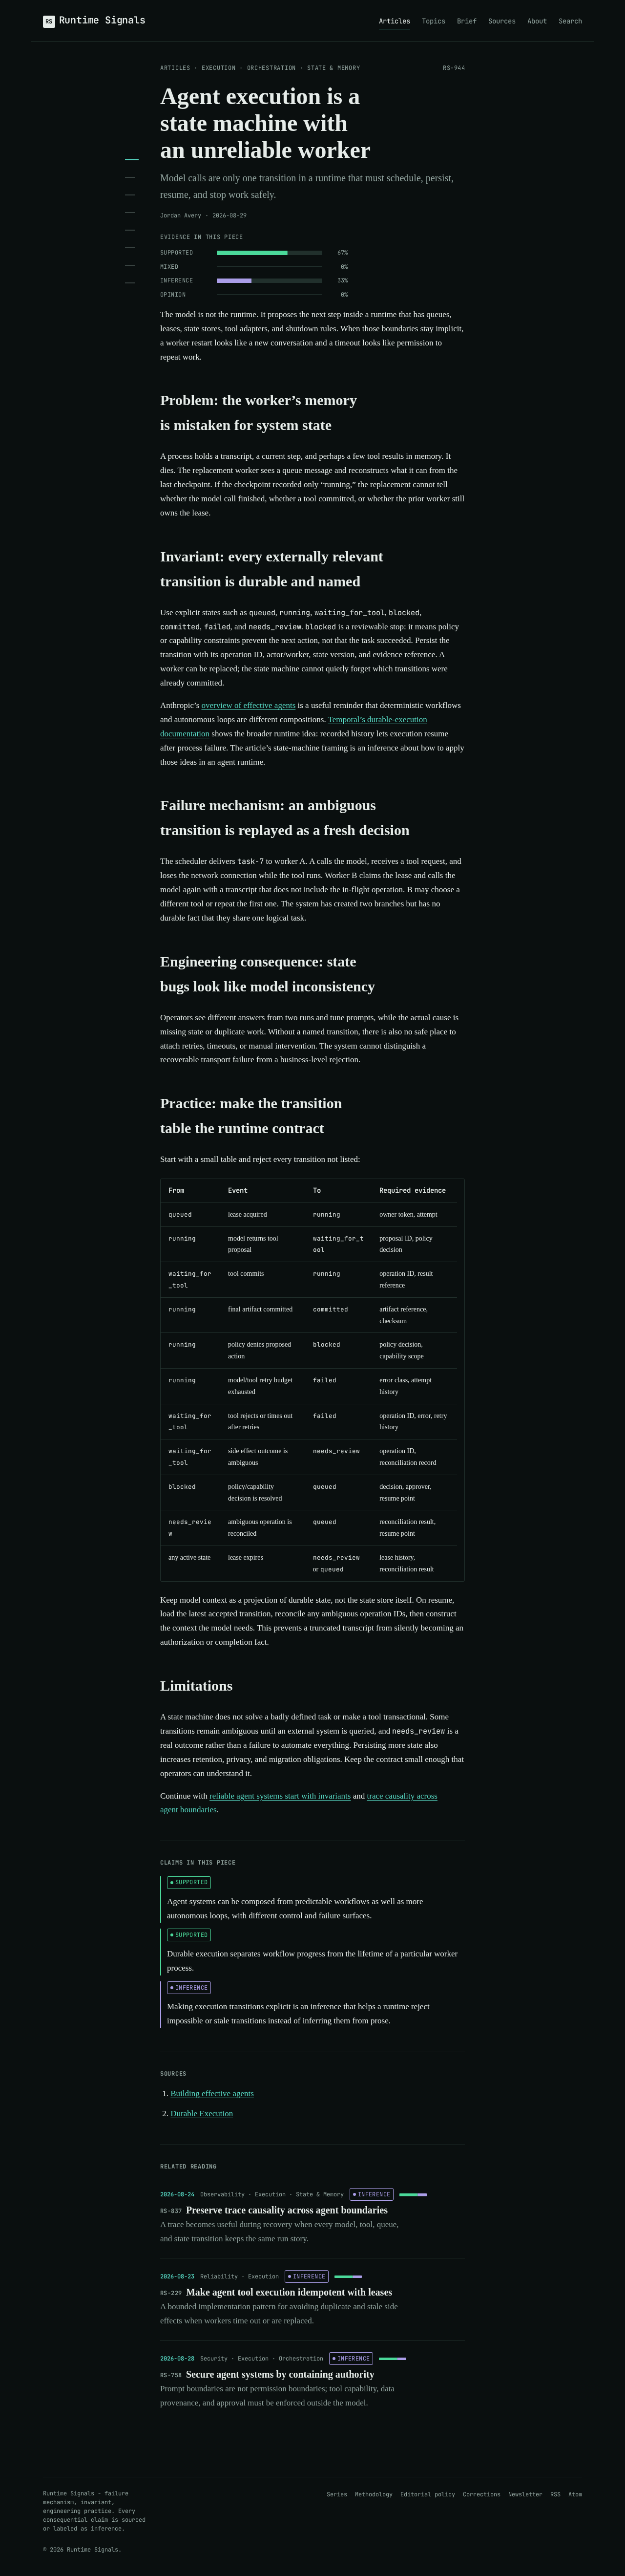 RS Runtime Signals
Articles Topics Brief Sources About Search
ARTICLES · EXECUTION · ORCHESTRATION · STATE & MEMORY RS-944
Agent execution is a
state machine with
an unreliable worker
Model calls are only one transition in a runtime that must schedule, persist,
resume, and stop work safely.
Jordan Avery · 2026-08-29
EVIDENCE IN THIS PIECE
SUPPORTED 67%
MIXED 0%
INFERENCE 33%
OPINION 0%
The model is not the runtime. It proposes the next step inside a runtime that has queues,
leases, state stores, tool adapters, and shutdown rules. When those boundaries stay implicit,
a worker restart looks like a new conversation and a timeout looks like permission to
repeat work.
Problem: the worker’s memory
is mistaken for system state
A process holds a transcript, a current step, and perhaps a few tool results in memory. It
dies. The replacement worker sees a queue message and reconstructs what it can from the
last checkpoint. If the checkpoint recorded only “running,” the replacement cannot tell
whether the model call finished, whether a tool committed, or whether the prior worker still
owns the lease.
Invariant: every externally relevant
transition is durable and named
Use explicit states such as queued, running, waiting_for_tool, blocked,
committed, failed, and needs_review. blocked is a reviewable stop: it means policy
or capability constraints prevent the next action, not that the task succeeded. Persist the
transition with its operation ID, actor/worker, state version, and evidence reference. A
worker can be replaced; the state machine cannot quietly forget which transitions were
already committed.
Anthropic’s overview of effective agents is a useful reminder that deterministic workflows
and autonomous loops are different compositions. Temporal’s durable-execution
documentation shows the broader runtime idea: recorded history lets execution resume
after process failure. The article’s state-machine framing is an inference about how to apply
those ideas in an agent runtime.
Failure mechanism: an ambiguous
transition is replayed as a fresh decision
The scheduler delivers task-7 to worker A. A calls the model, receives a tool request, and
loses the network connection while the tool runs. Worker B claims the lease and calls the
model again with a transcript that does not include the in-flight operation. B may choose a
different tool or repeat the first one. The system has created two branches but has no
durable fact that they share one logical task.
Engineering consequence: state
bugs look like model inconsistency
Operators see different answers from two runs and tune prompts, while the actual cause is
missing state or duplicate work. Without a named transition, there is also no safe place to
attach retries, timeouts, or manual intervention. The system cannot distinguish a
recoverable transport failure from a business-level rejection.
Practice: make the transition
table the runtime contract
Start with a small table and reject every transition not listed:
From Event To Required evidence
queued lease acquired running owner token, attempt
running model returns tool waiting_for_t proposal ID, policy
proposal ool decision
waiting_for tool commits running operation ID, result
_tool reference
running final artifact committed committed artifact reference,
checksum
running policy denies proposed blocked policy decision,
action capability scope
running model/tool retry budget failed error class, attempt
exhausted history
waiting_for tool rejects or times out failed operation ID, error, retry
_tool after retries history
waiting_for side effect outcome is needs_review operation ID,
_tool ambiguous reconciliation record
blocked policy/capability queued decision, approver,
decision is resolved resume point
needs_revie ambiguous operation is queued reconciliation result,
w reconciled resume point
any active state lease expires needs_review lease history,
or queued reconciliation result
Keep model context as a projection of durable state, not the state store itself. On resume,
load the latest accepted transition, reconcile any ambiguous operation IDs, then construct
the context the model needs. This prevents a truncated transcript from silently becoming an
authorization or completion fact.
Limitations
A state machine does not solve a badly defined task or make a tool transactional. Some
transitions remain ambiguous until an external system is queried, and needs_review is a
real outcome rather than a failure to automate everything. Persisting more state also
increases retention, privacy, and migration obligations. Keep the contract small enough that
operators can understand it.
Continue with reliable agent systems start with invariants and trace causality across
agent boundaries.
CLAIMS IN THIS PIECE
SUPPORTED
Agent systems can be composed from predictable workflows as well as more
autonomous loops, with different control and failure surfaces.
SUPPORTED
Durable execution separates workflow progress from the lifetime of a particular worker
process.
INFERENCE
Making execution transitions explicit is an inference that helps a runtime reject
impossible or stale transitions instead of inferring them from prose.
SOURCES
1. Building effective agents
2. Durable Execution
RELATED READING
2026-08-24 Observability · Execution · State & Memory INFERENCE
RS-837 Preserve trace causality across agent boundaries
A trace becomes useful during recovery when every model, tool, queue,
and state transition keeps the same run story.
2026-08-23 Reliability · Execution INFERENCE
RS-229 Make agent tool execution idempotent with leases
A bounded implementation pattern for avoiding duplicate and stale side
effects when workers time out or are replaced.
2026-08-28 Security · Execution · Orchestration INFERENCE
RS-758 Secure agent systems by containing authority
Prompt boundaries are not permission boundaries; tool capability, data
provenance, and approval must be enforced outside the model.
Runtime Signals — failure
mechanism, invariant,
engineering practice. Every
consequential claim is sourced
or labeled as inference.
Series Methodology Editorial policy Corrections Newsletter RSS Atom
© 2026 Runtime Signals.